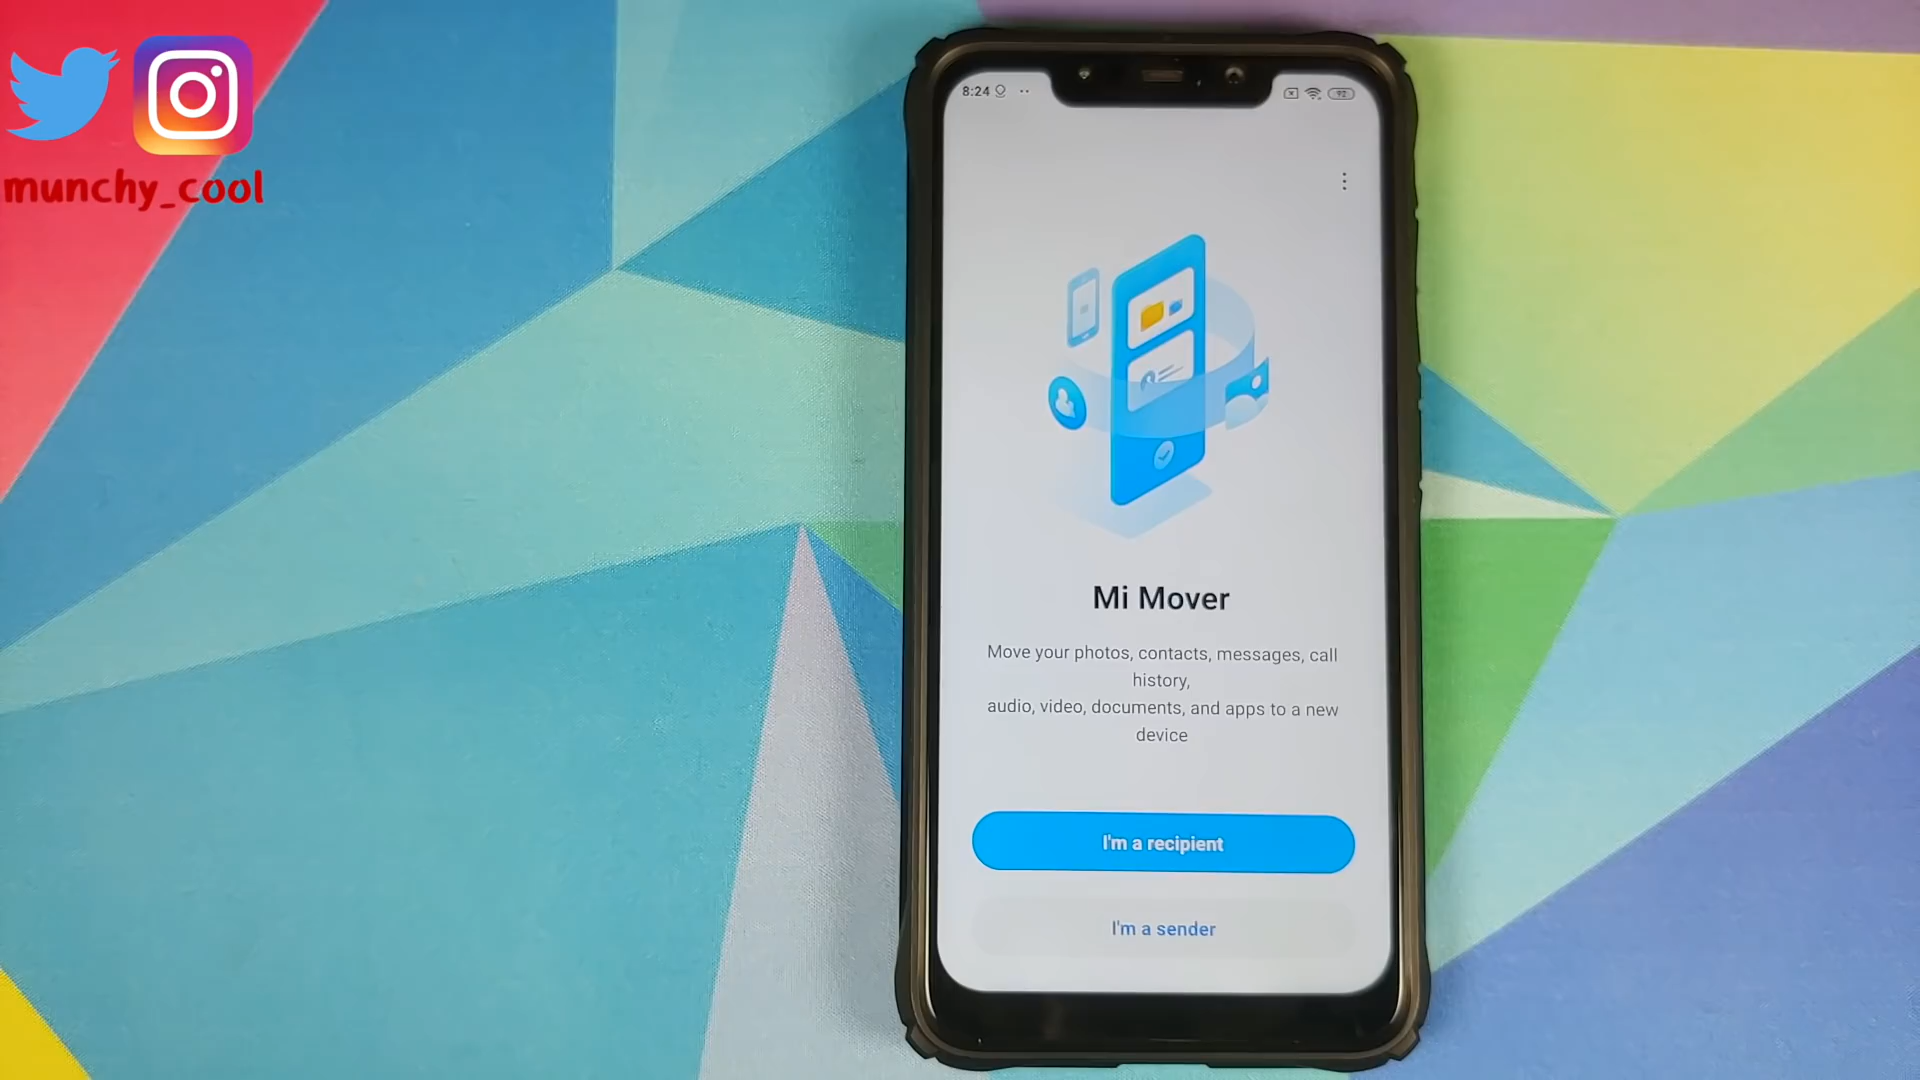 munchy_cool
8:24
92
Mi Mover
Move your photos, contacts, messages, call
history,
audio, video, documents, and apps to a new
device
I'm a recipient
I'm a sender